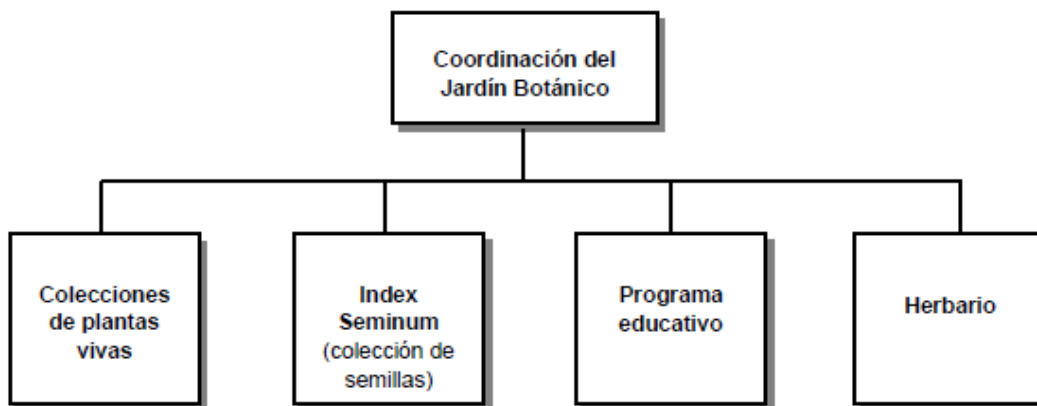 Coordinación del
Jardín Botánico
Colecciones
de plantas
vivas
Index
Seminum
(colección de
semillas)
Programa
educativo
Herbario